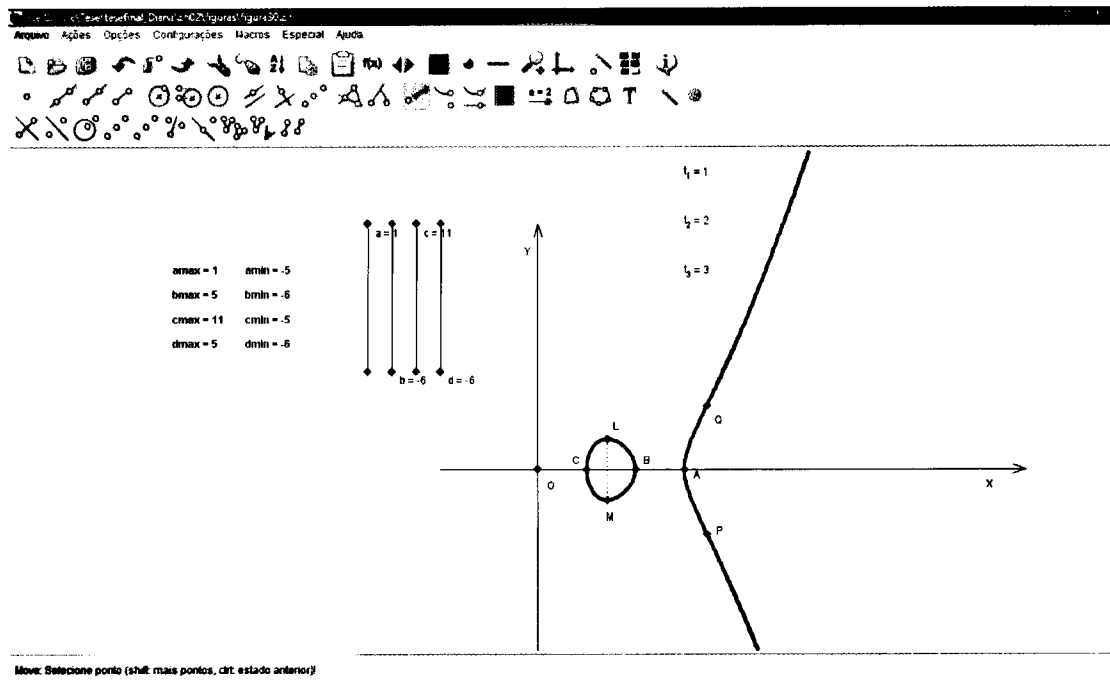 Arquivo Ações Opções Configurações Macros Especial Ajuda
f(x)
a=2 T
t1 = 1
t2 = 2
t3 = 3
a = 1 c = 11
b = -6 d = -6
amax = 1 amin = -5
bmax = 5 bmin = -6
cmax = 11 cmin = -5
dmax = 5 dmin = -6
Y
L
Q
C B A
O
X
M
P
Move: Selecione ponto (shift: mais pontos, ctrl: estado anterior)!